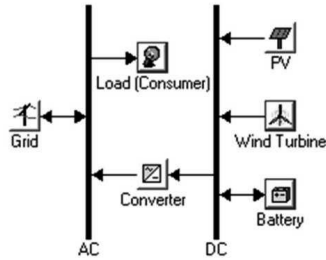 Load (Consumer)
PV
Grid
Wind Turbine
Converter
Battery
AC
DC